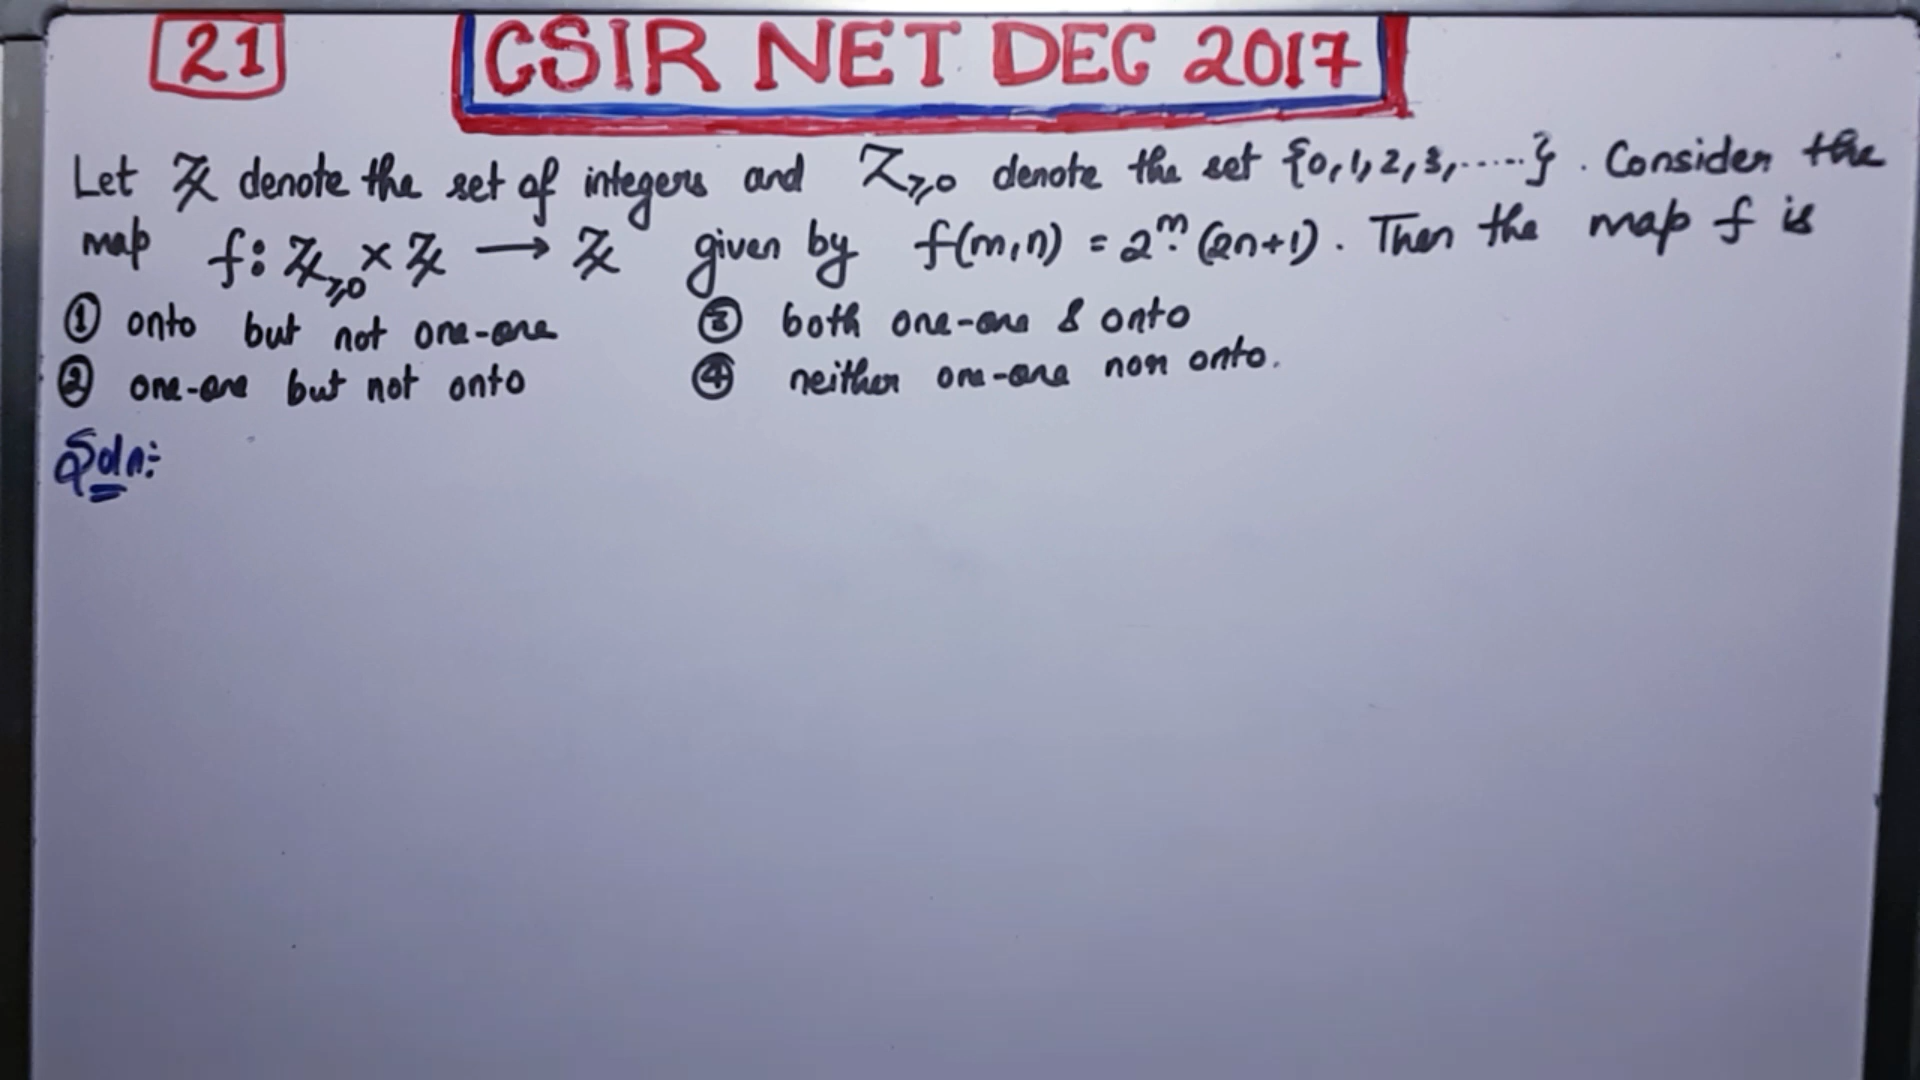 21
CSIR NET DEC 2017
Let ℤ denote the set of integers and ℤ≥0 denote the set {0,1,2,3,.....}. Consider the
map f: ℤ≥0 × ℤ → ℤ given by f(m,n) = 2^m.(2n+1). Then the map f is
① onto but not one-one ③ both one-one & onto
② one-one but not onto ④ neither one-one nor onto.
Soln: